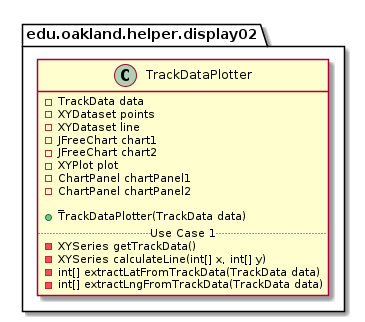 edu.oakland.helper.display02
C TrackDataPlotter
TrackData data
XYDataset points
XYDataset line
JFreeChart chart1
JFreeChart chart2
XYPlot plot
ChartPanel chartPanel1
ChartPanel chartPanel2
TrackDataPlotter(TrackData data)
Use Case 1
XYSeries getTrackData()
XYSeries calculateLine(int[] x, int[] y)
int[] extractLatFromTrackData(TrackData data)
int[] extractLngFromTrackData(TrackData data)